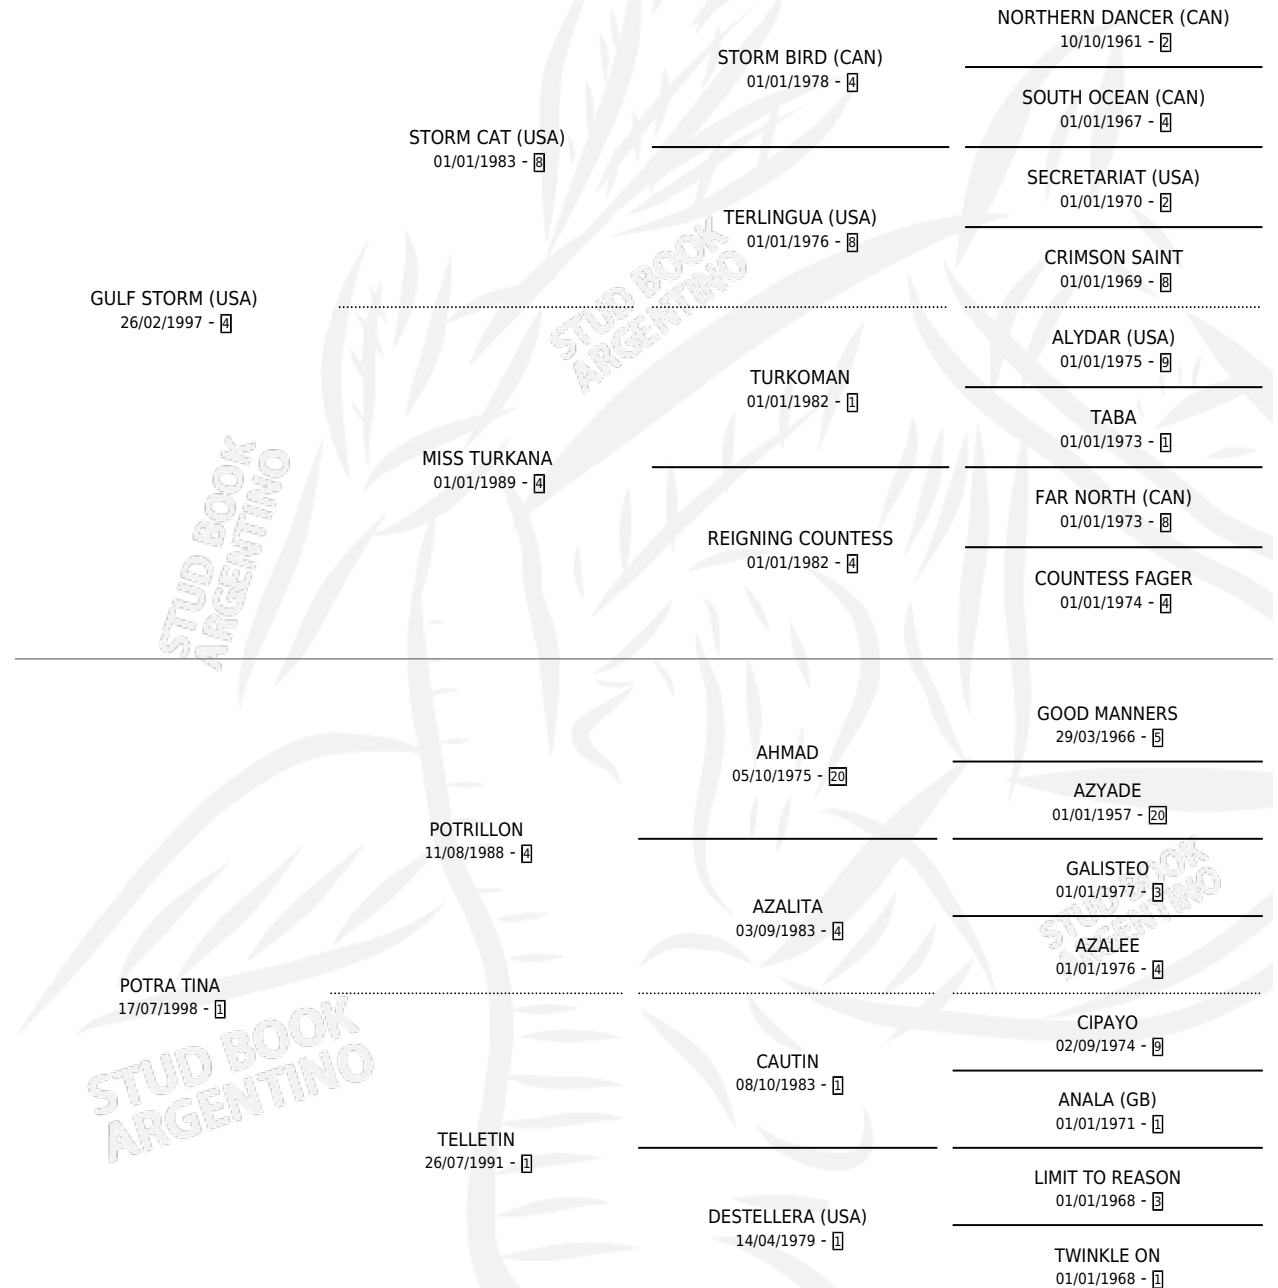 NORTHERN DANCER (CAN)
10/10/1961 - 2
STORM BIRD (CAN)
01/01/1978 - 4
SOUTH OCEAN (CAN)
01/01/1967 - 4
STORM CAT (USA)
01/01/1983 - 8
SECRETARIAT (USA)
01/01/1970 - 2
TERLINGUA (USA)
01/01/1976 - 8
CRIMSON SAINT
01/01/1969 - 8
GULF STORM (USA)
26/02/1997 - 4
STUD BOOK
ARGENTINO
ALYDAR (USA)
01/01/1975 - 9
TURKOMAN
01/01/1982 - 1
TABA
01/01/1973 - 1
MISS TURKANA
01/01/1989 - 4
FAR NORTH (CAN)
01/01/1973 - 8
REIGNING COUNTESS
01/01/1982 - 4
COUNTESS FAGER
01/01/1974 - 4
STUD BOOK
ARGENTINO
GOOD MANNERS
29/03/1966 - 5
AHMAD
05/10/1975 - 20
AZYADE
01/01/1957 - 20
POTRILLON
11/08/1988 - 4
GALISTEO
01/01/1977 - 3
AZALITA
03/09/1983 - 4
STUD BOOK
ARGENTINO
AZALEE
01/01/1976 - 4
POTRA TINA
17/07/1998 - 1
STUD BOOK
ARGENTINO
CIPAYO
02/09/1974 - 9
CAUTIN
08/10/1983 - 1
ANALA (GB)
01/01/1971 - 1
TELLETIN
26/07/1991 - 1
LIMIT TO REASON
01/01/1968 - 3
DESTELLERA (USA)
14/04/1979 - 1
TWINKLE ON
01/01/1968 - 1